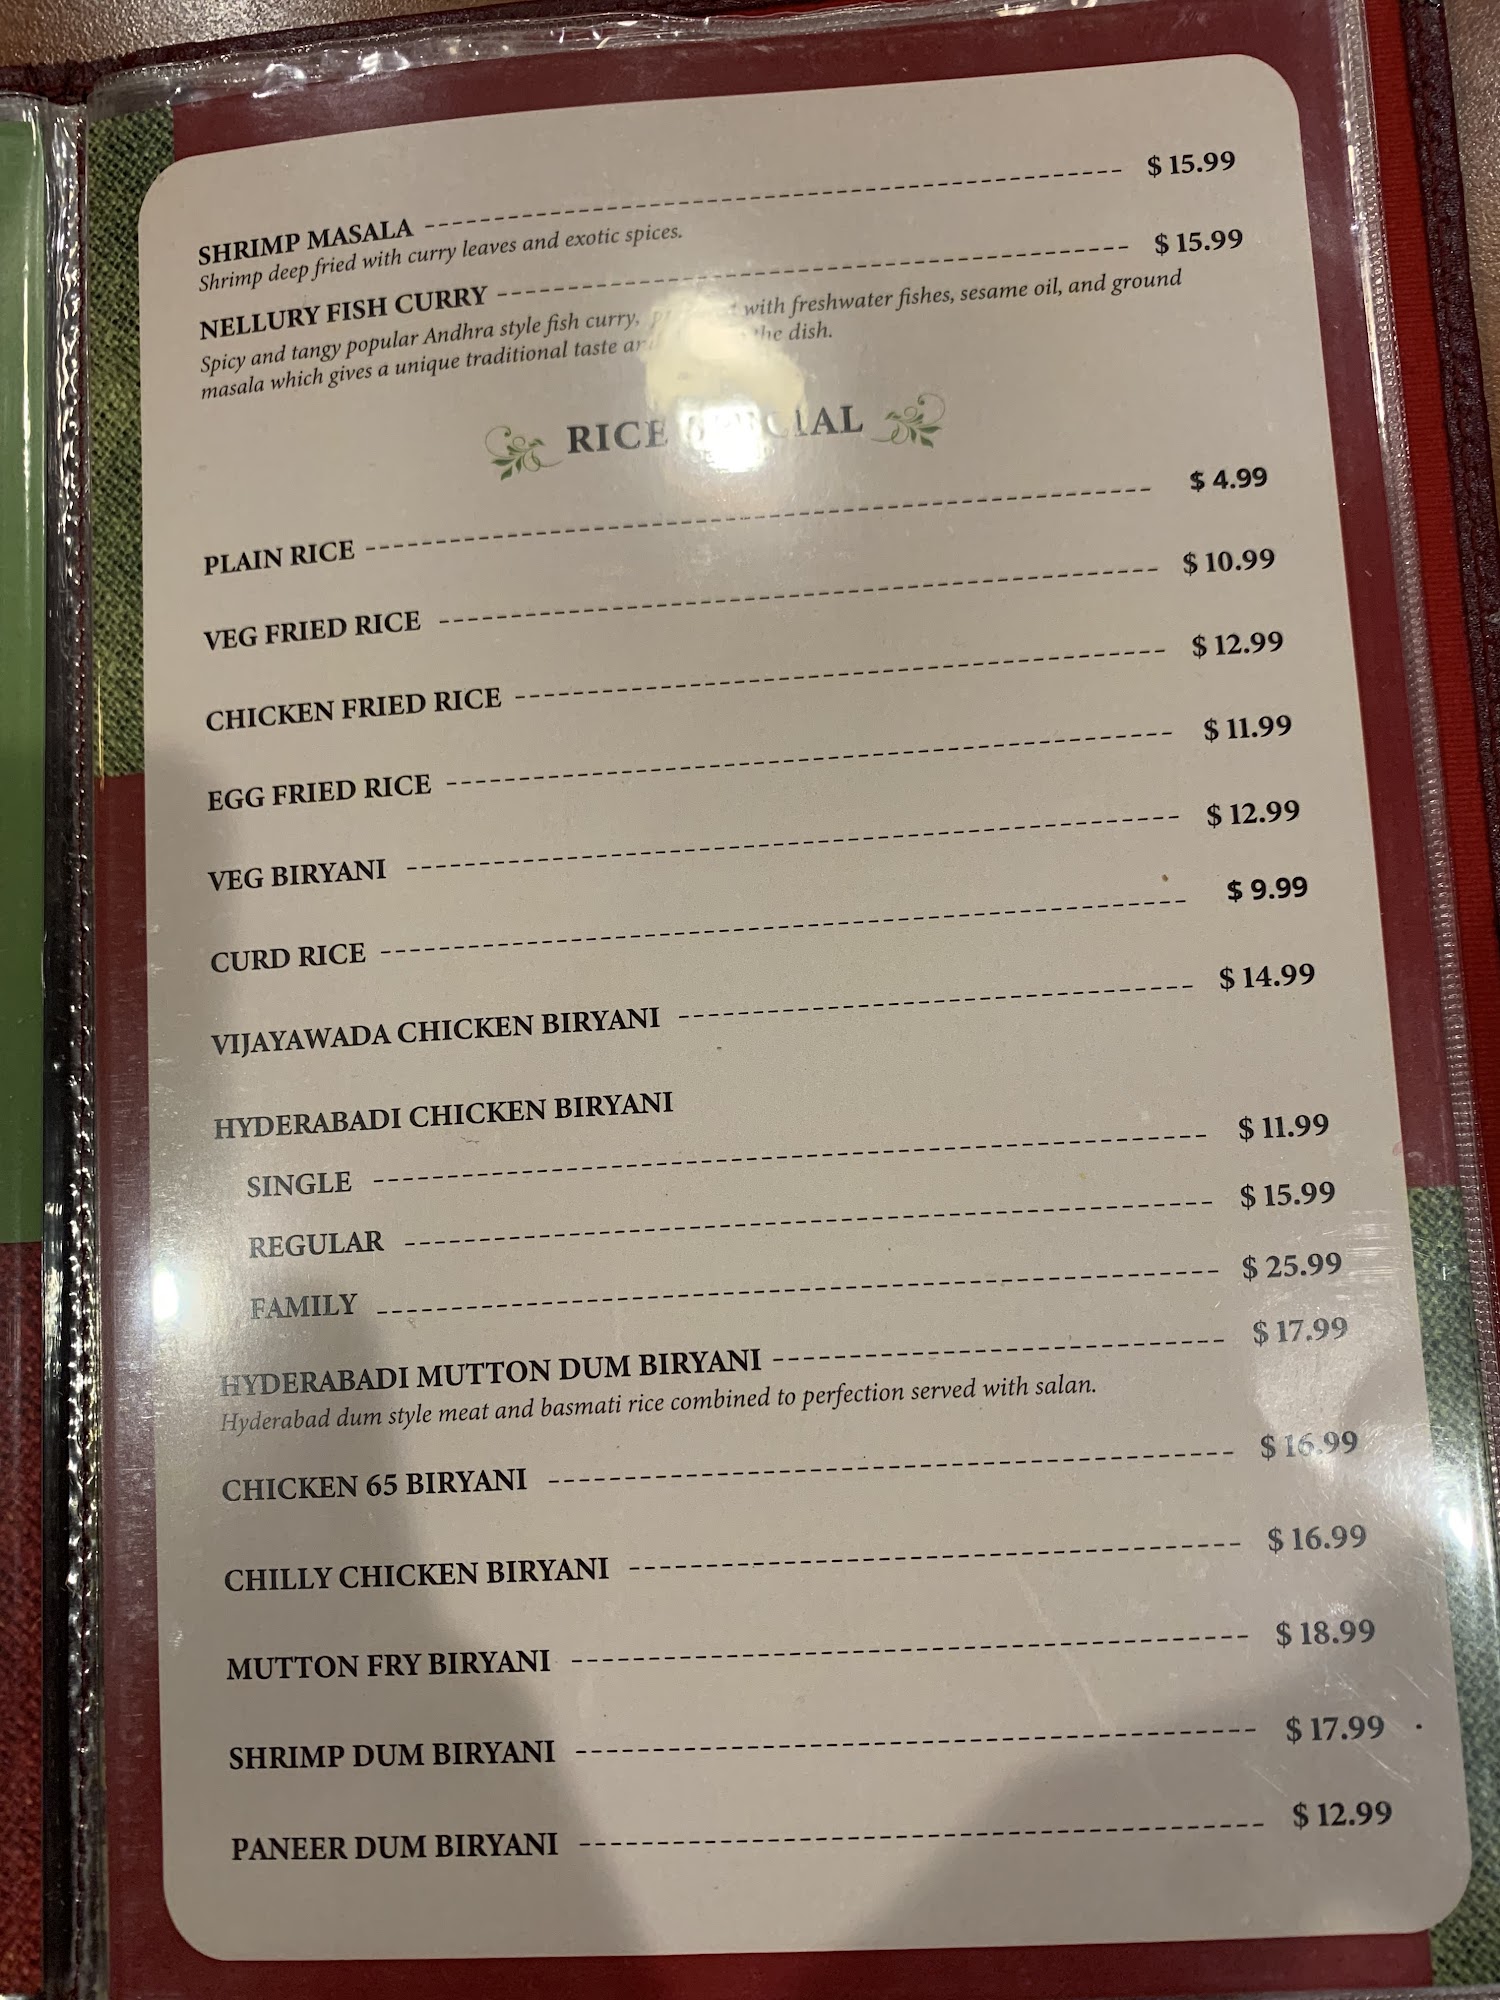 SHRIMP MASALA ---------- $ 15.99
Shrimp deep fried with curry leaves and exotic spices.
NELLURY FISH CURRY ---------- $ 15.99
Spicy and tangy popular Andhra style fish curry, with freshwater fishes, sesame oil, and ground
masala which gives a unique traditional taste the dish.
RICE SPECIAL
PLAIN RICE ---------- $ 4.99
VEG FRIED RICE ---------- $ 10.99
CHICKEN FRIED RICE ---------- $ 12.99
EGG FRIED RICE ---------- $ 11.99
VEG BIRYANI ---------- $ 12.99
CURD RICE ---------- $ 9.99
VIJAYAWADA CHICKEN BIRYANI ---------- $ 14.99
HYDERABADI CHICKEN BIRYANI
SINGLE ---------- $ 11.99
REGULAR ---------- $ 15.99
FAMILY ---------- $ 25.99
HYDERABADI MUTTON DUM BIRYANI ---------- $ 17.99
Hyderabad dum style meat and basmati rice combined to perfection served with salan.
CHICKEN 65 BIRYANI ---------- $ 16.99
CHILLY CHICKEN BIRYANI ---------- $ 16.99
MUTTON FRY BIRYANI ---------- $ 18.99
SHRIMP DUM BIRYANI ---------- $ 17.99
PANEER DUM BIRYANI ---------- $ 12.99